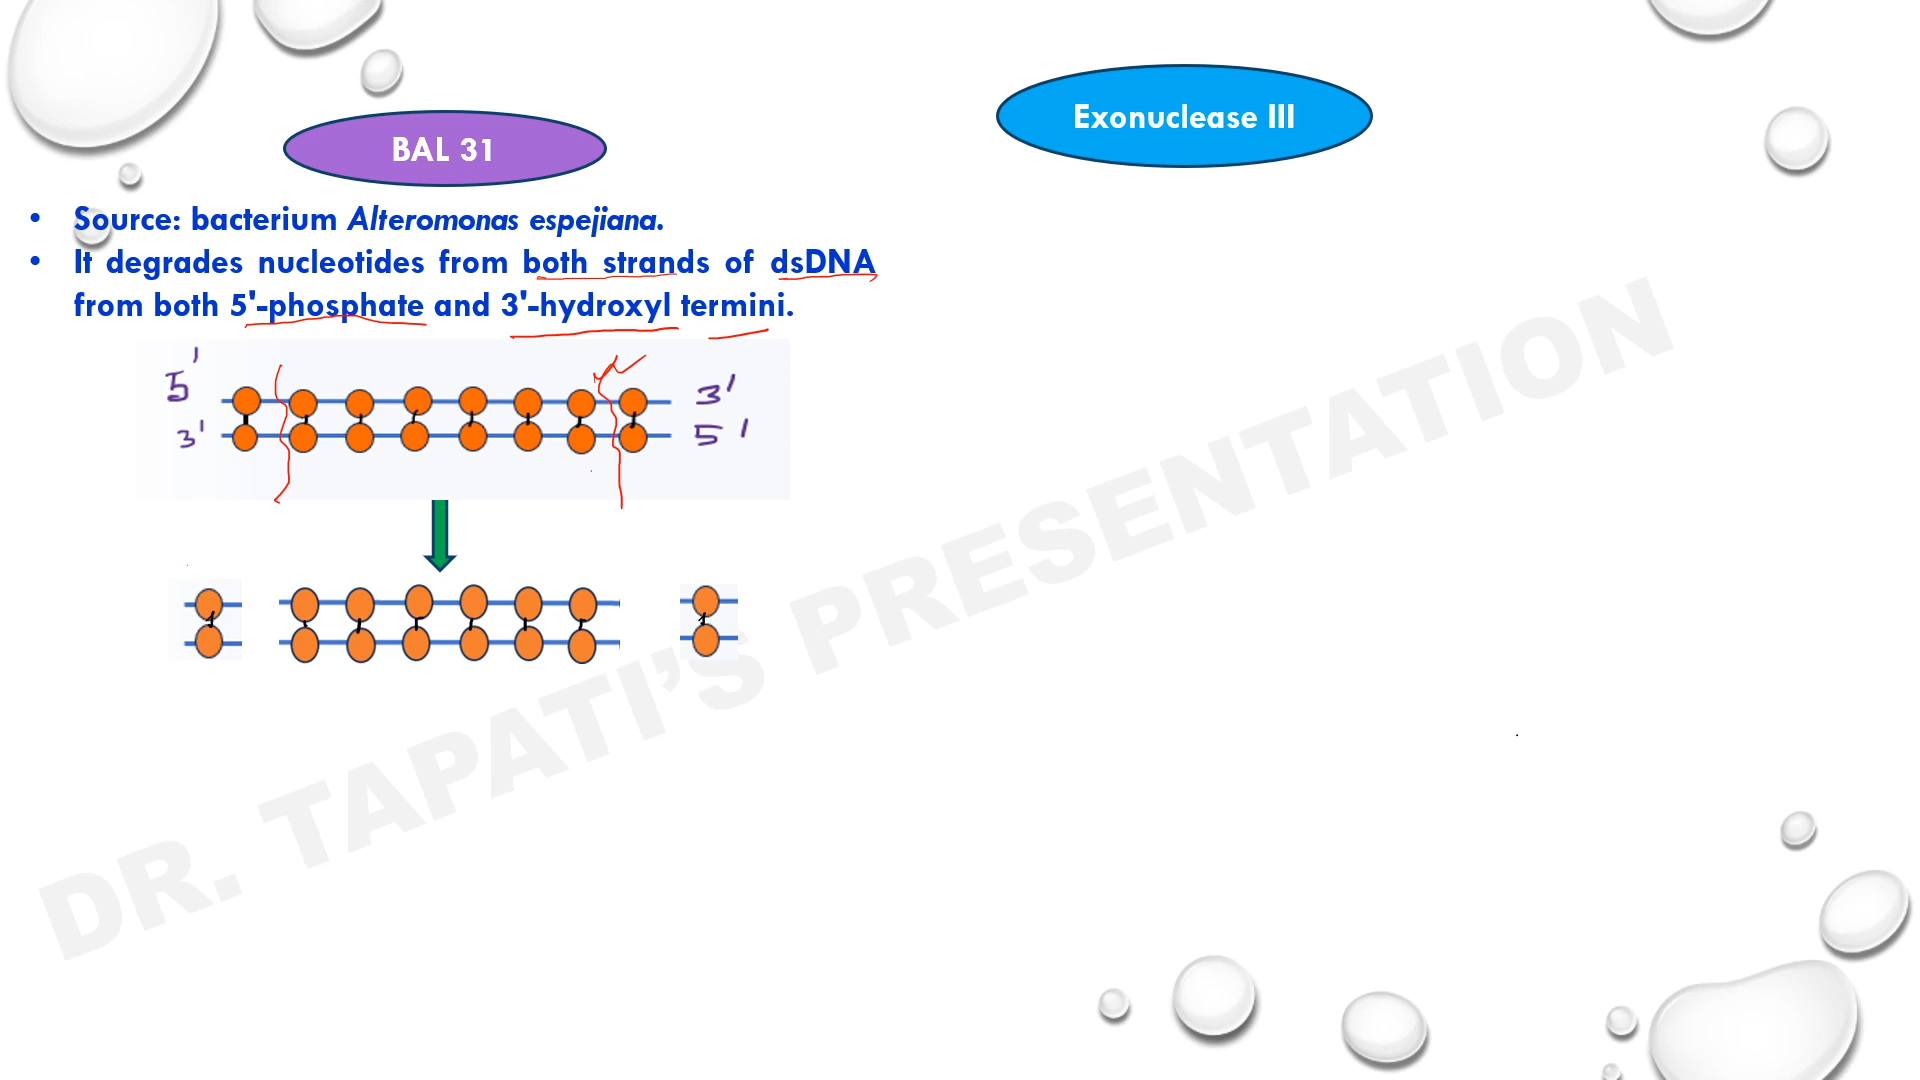 BAL 31
• Source: bacterium Alteromonas espejiana.
• It degrades nucleotides from both strands of dsDNA
from both 5'-phosphate and 3'-hydroxyl termini.
5' 3'
3' 5'
Exonuclease III
DR. TAPATI'S PRESENTATION